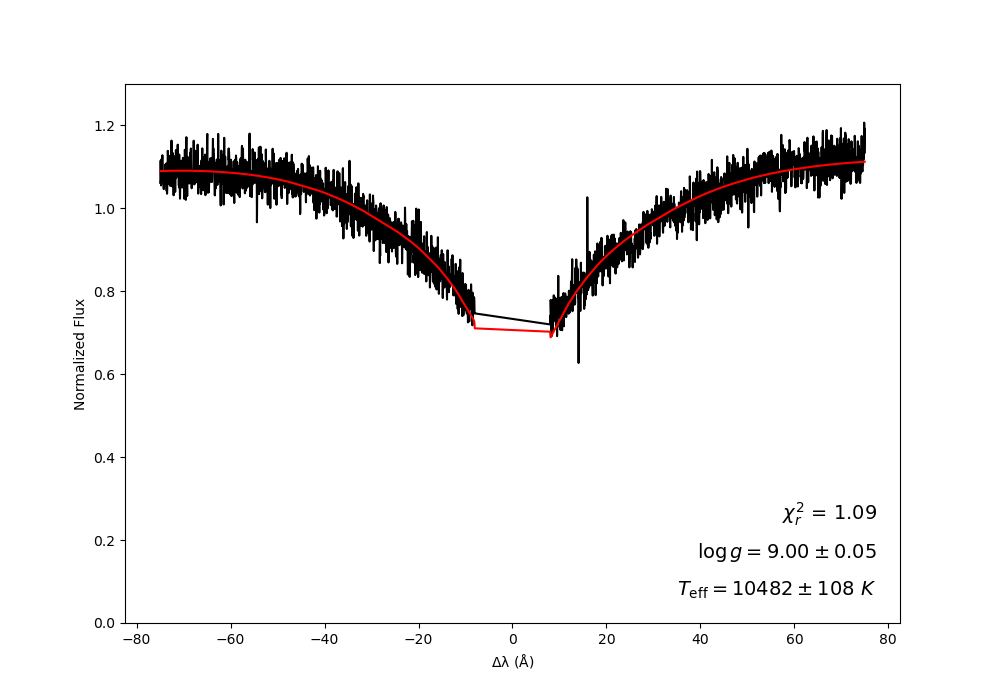 1.2
1.0
0.8
0.6
0.4
0.2
0.0
Normalized Flux
χ²ᵣ = 1.09
log g = 9.00 ± 0.05
T_eff = 10482 ± 108 K
−80 −60 −40 −20 0 20 40 60 80
Δλ (Å)